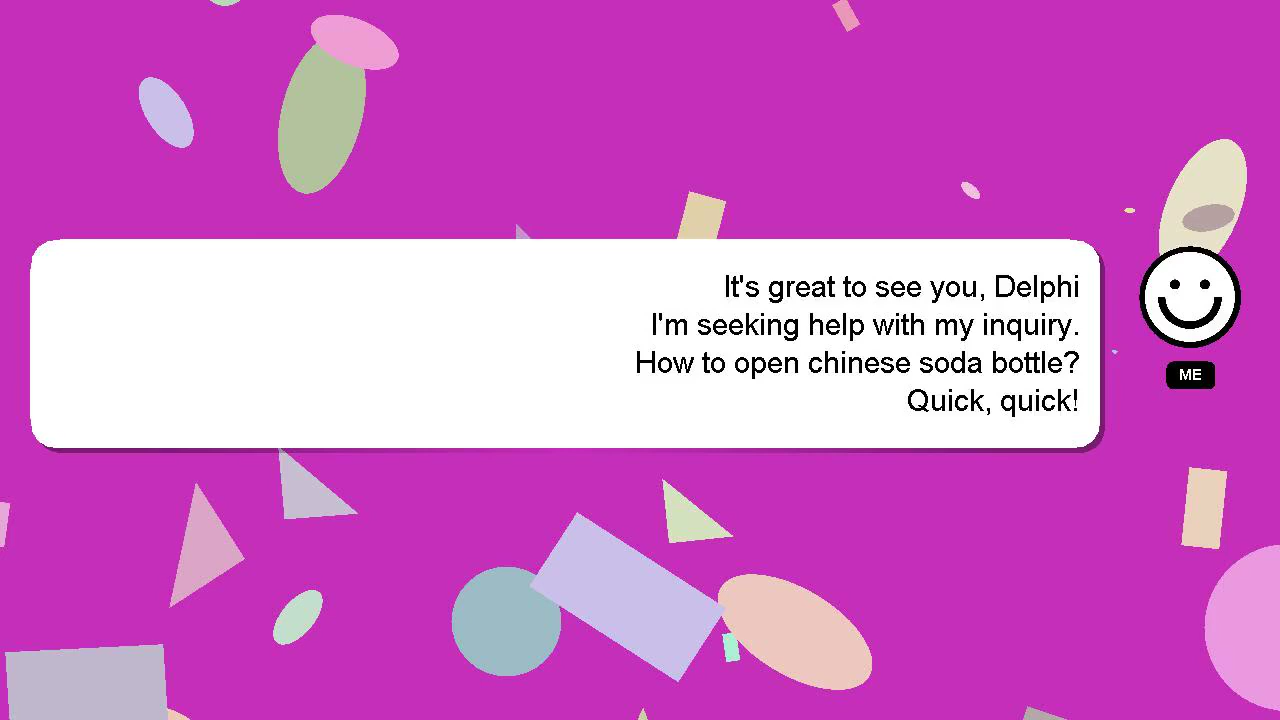 It's great to see you, Delphi
I'm seeking help with my inquiry.
How to open chinese soda bottle?
Quick, quick!
ME